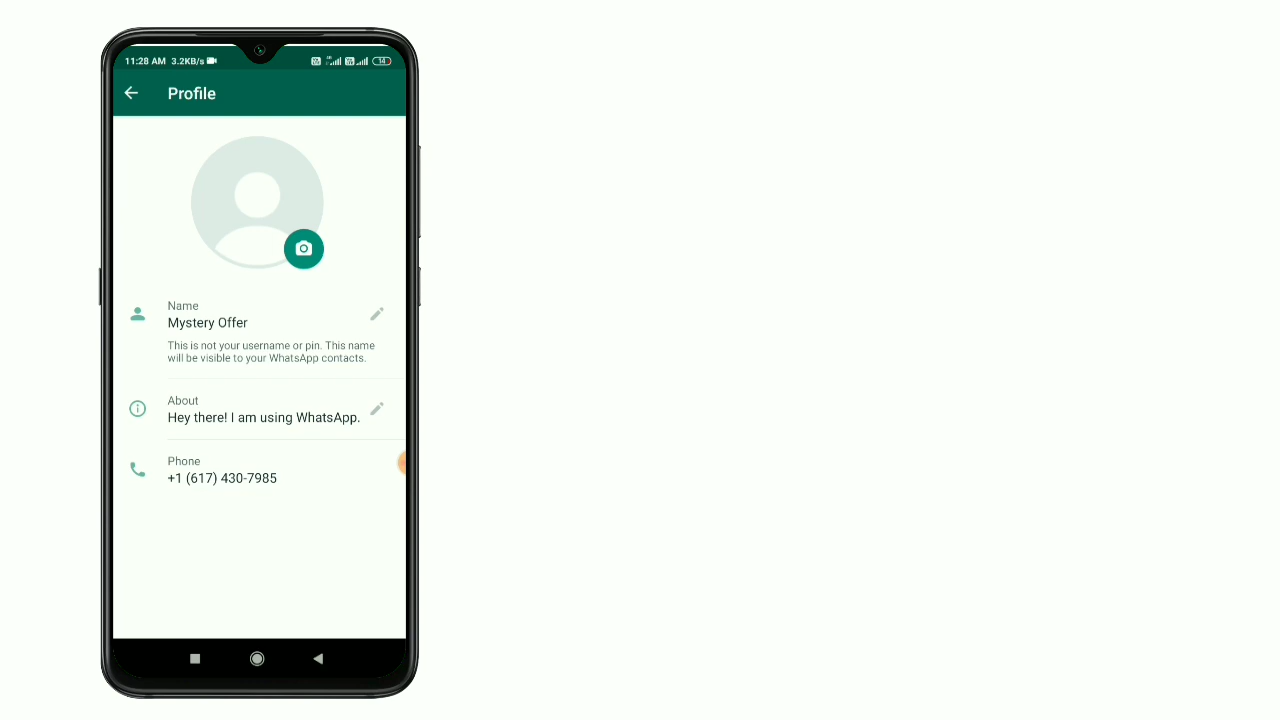 11:28 AM 3.2KB/s 14
Profile
Name
Mystery Offer
This is not your username or pin. This name
will be visible to your WhatsApp contacts.
About
Hey there! I am using WhatsApp.
Phone
+1 (617) 430-7985